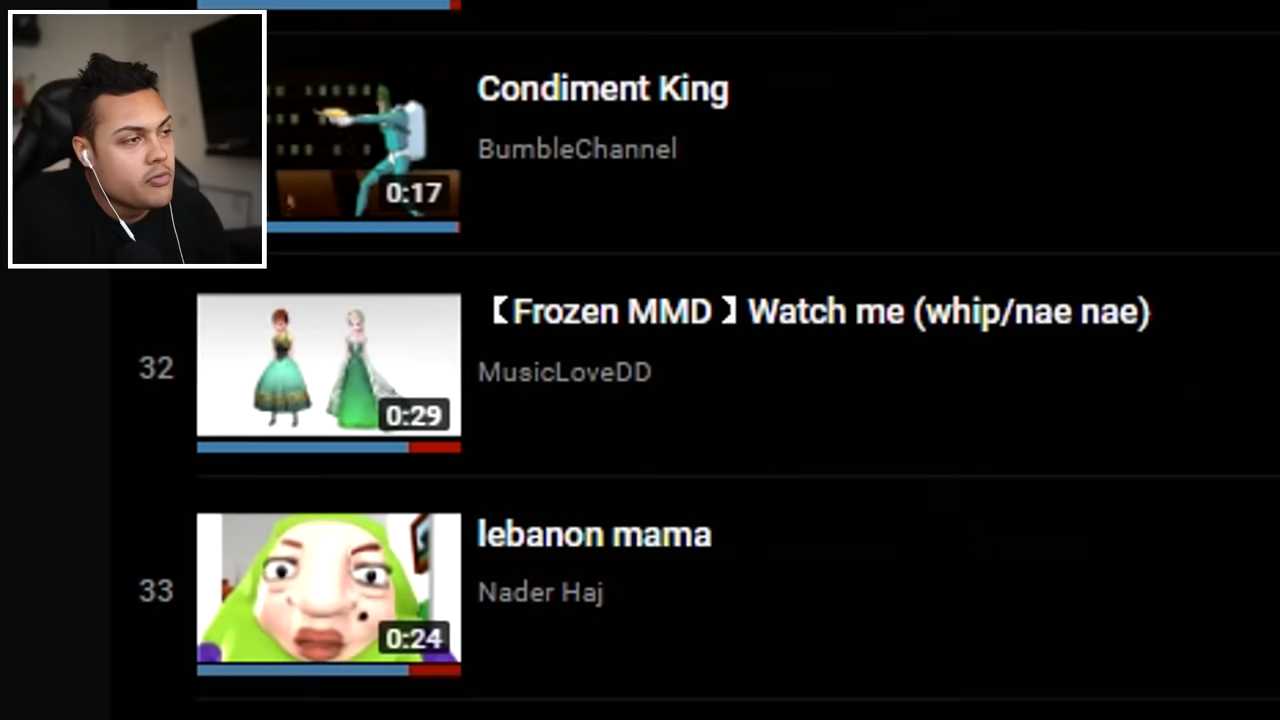 Condiment King
BumbleChannel
0:17
【Frozen MMD】Watch me (whip/nae nae)
32
MusicLoveDD
0:29
lebanon mama
33
Nader Haj
0:24